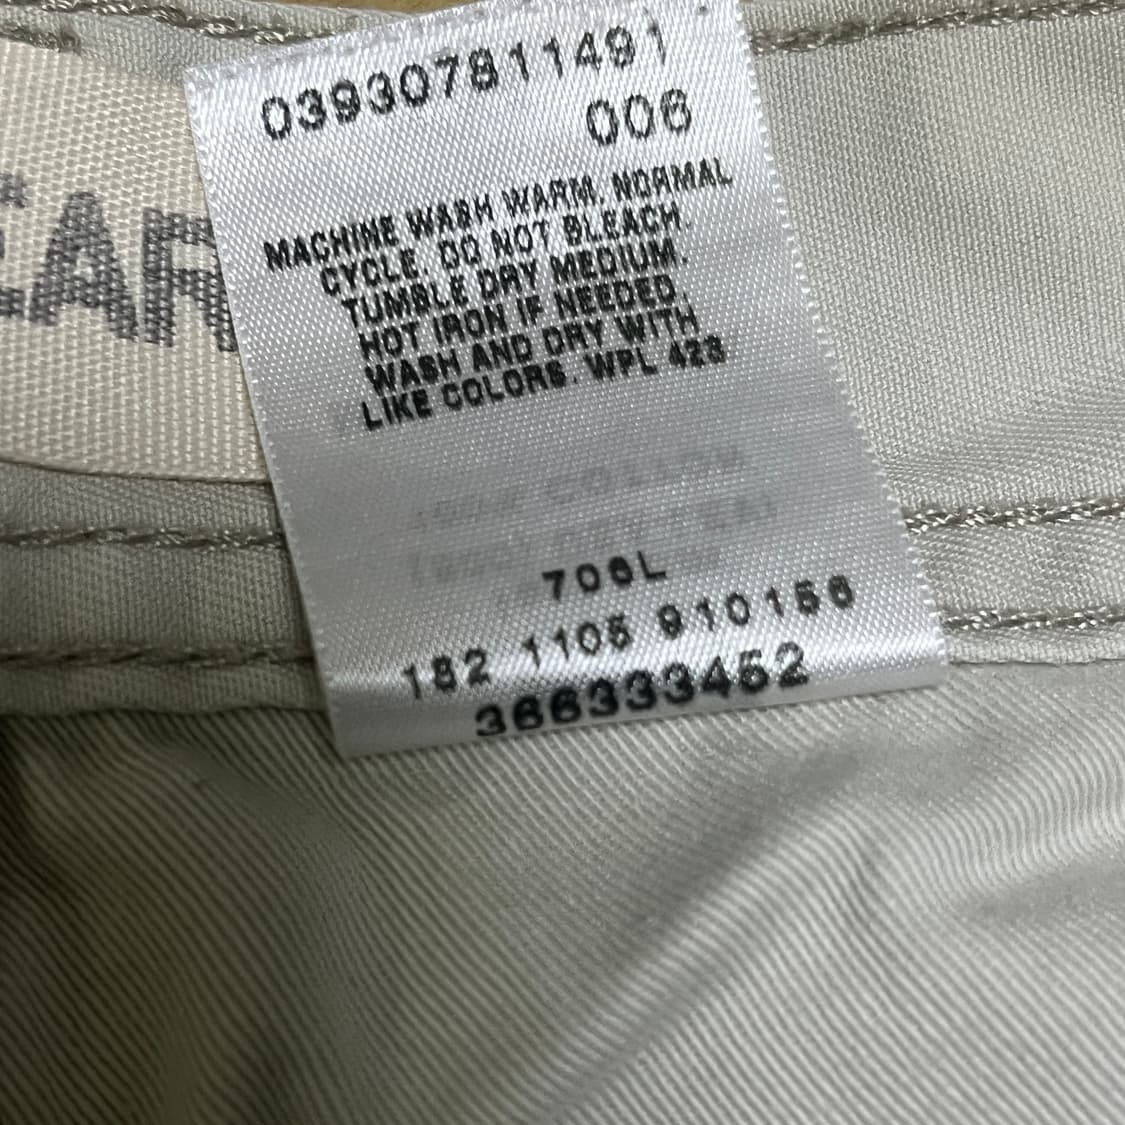 EAR
039307811491
006
MACHINE WASH WARM. NORMAL
CYCLE. DO NOT BLEACH.
TUMBLE DRY MEDIUM.
HOT IRON IF NEEDED.
WASH AND DRY WITH
LIKE COLORS. WPL 423
706L
182 1105 910156
366333452